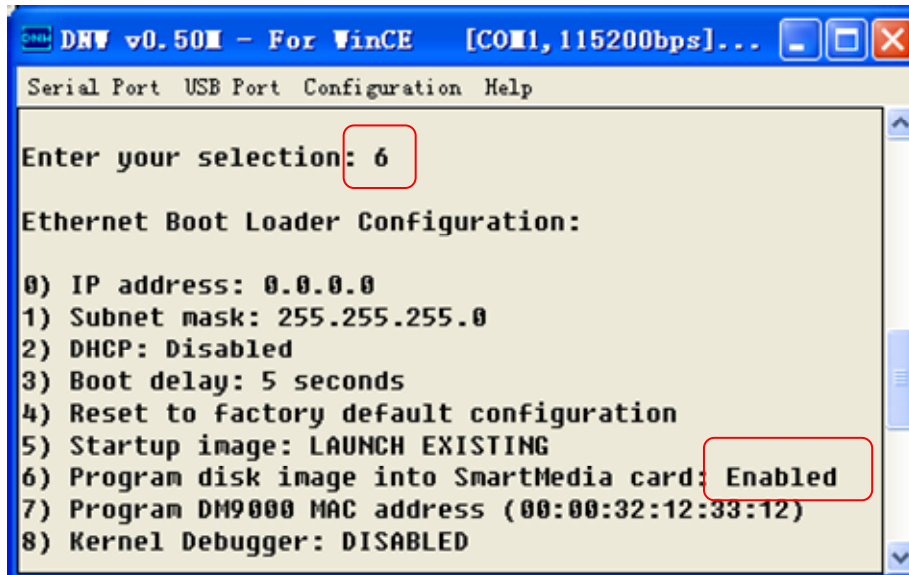 DNW DNW v0.50M - For WinCE [COM1,115200bps]...
Serial Port USB Port Configuration Help
Enter your selection: 6
Ethernet Boot Loader Configuration:
0) IP address: 0.0.0.0
1) Subnet mask: 255.255.255.0
2) DHCP: Disabled
3) Boot delay: 5 seconds
4) Reset to factory default configuration
5) Startup image: LAUNCH EXISTING
6) Program disk image into SmartMedia card: Enabled
7) Program DM9000 MAC address (00:00:32:12:33:12)
8) Kernel Debugger: DISABLED